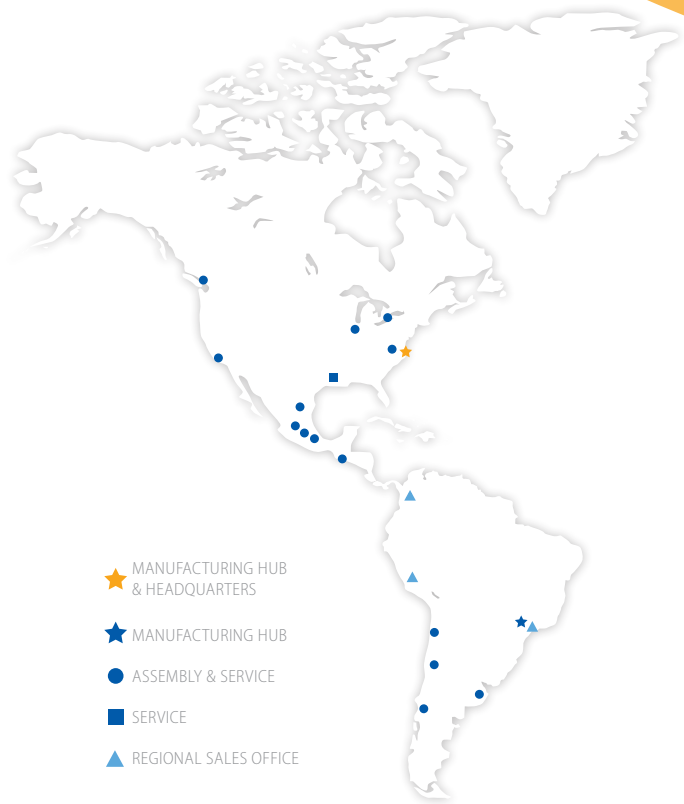 MANUFACTURING HUB
& HEADQUARTERS
MANUFACTURING HUB
ASSEMBLY & SERVICE
SERVICE
REGIONAL SALES OFFICE